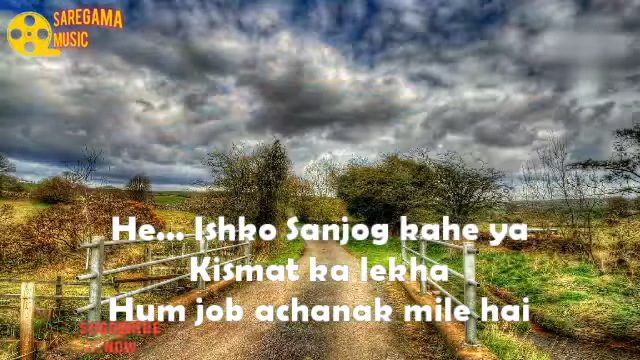 SAREGAMA
MUSIC
He... Ishko Sanjog kahe ya
Kismat ka lekha
Hum job achanak mile hai
SUBSCRIBE
NOW